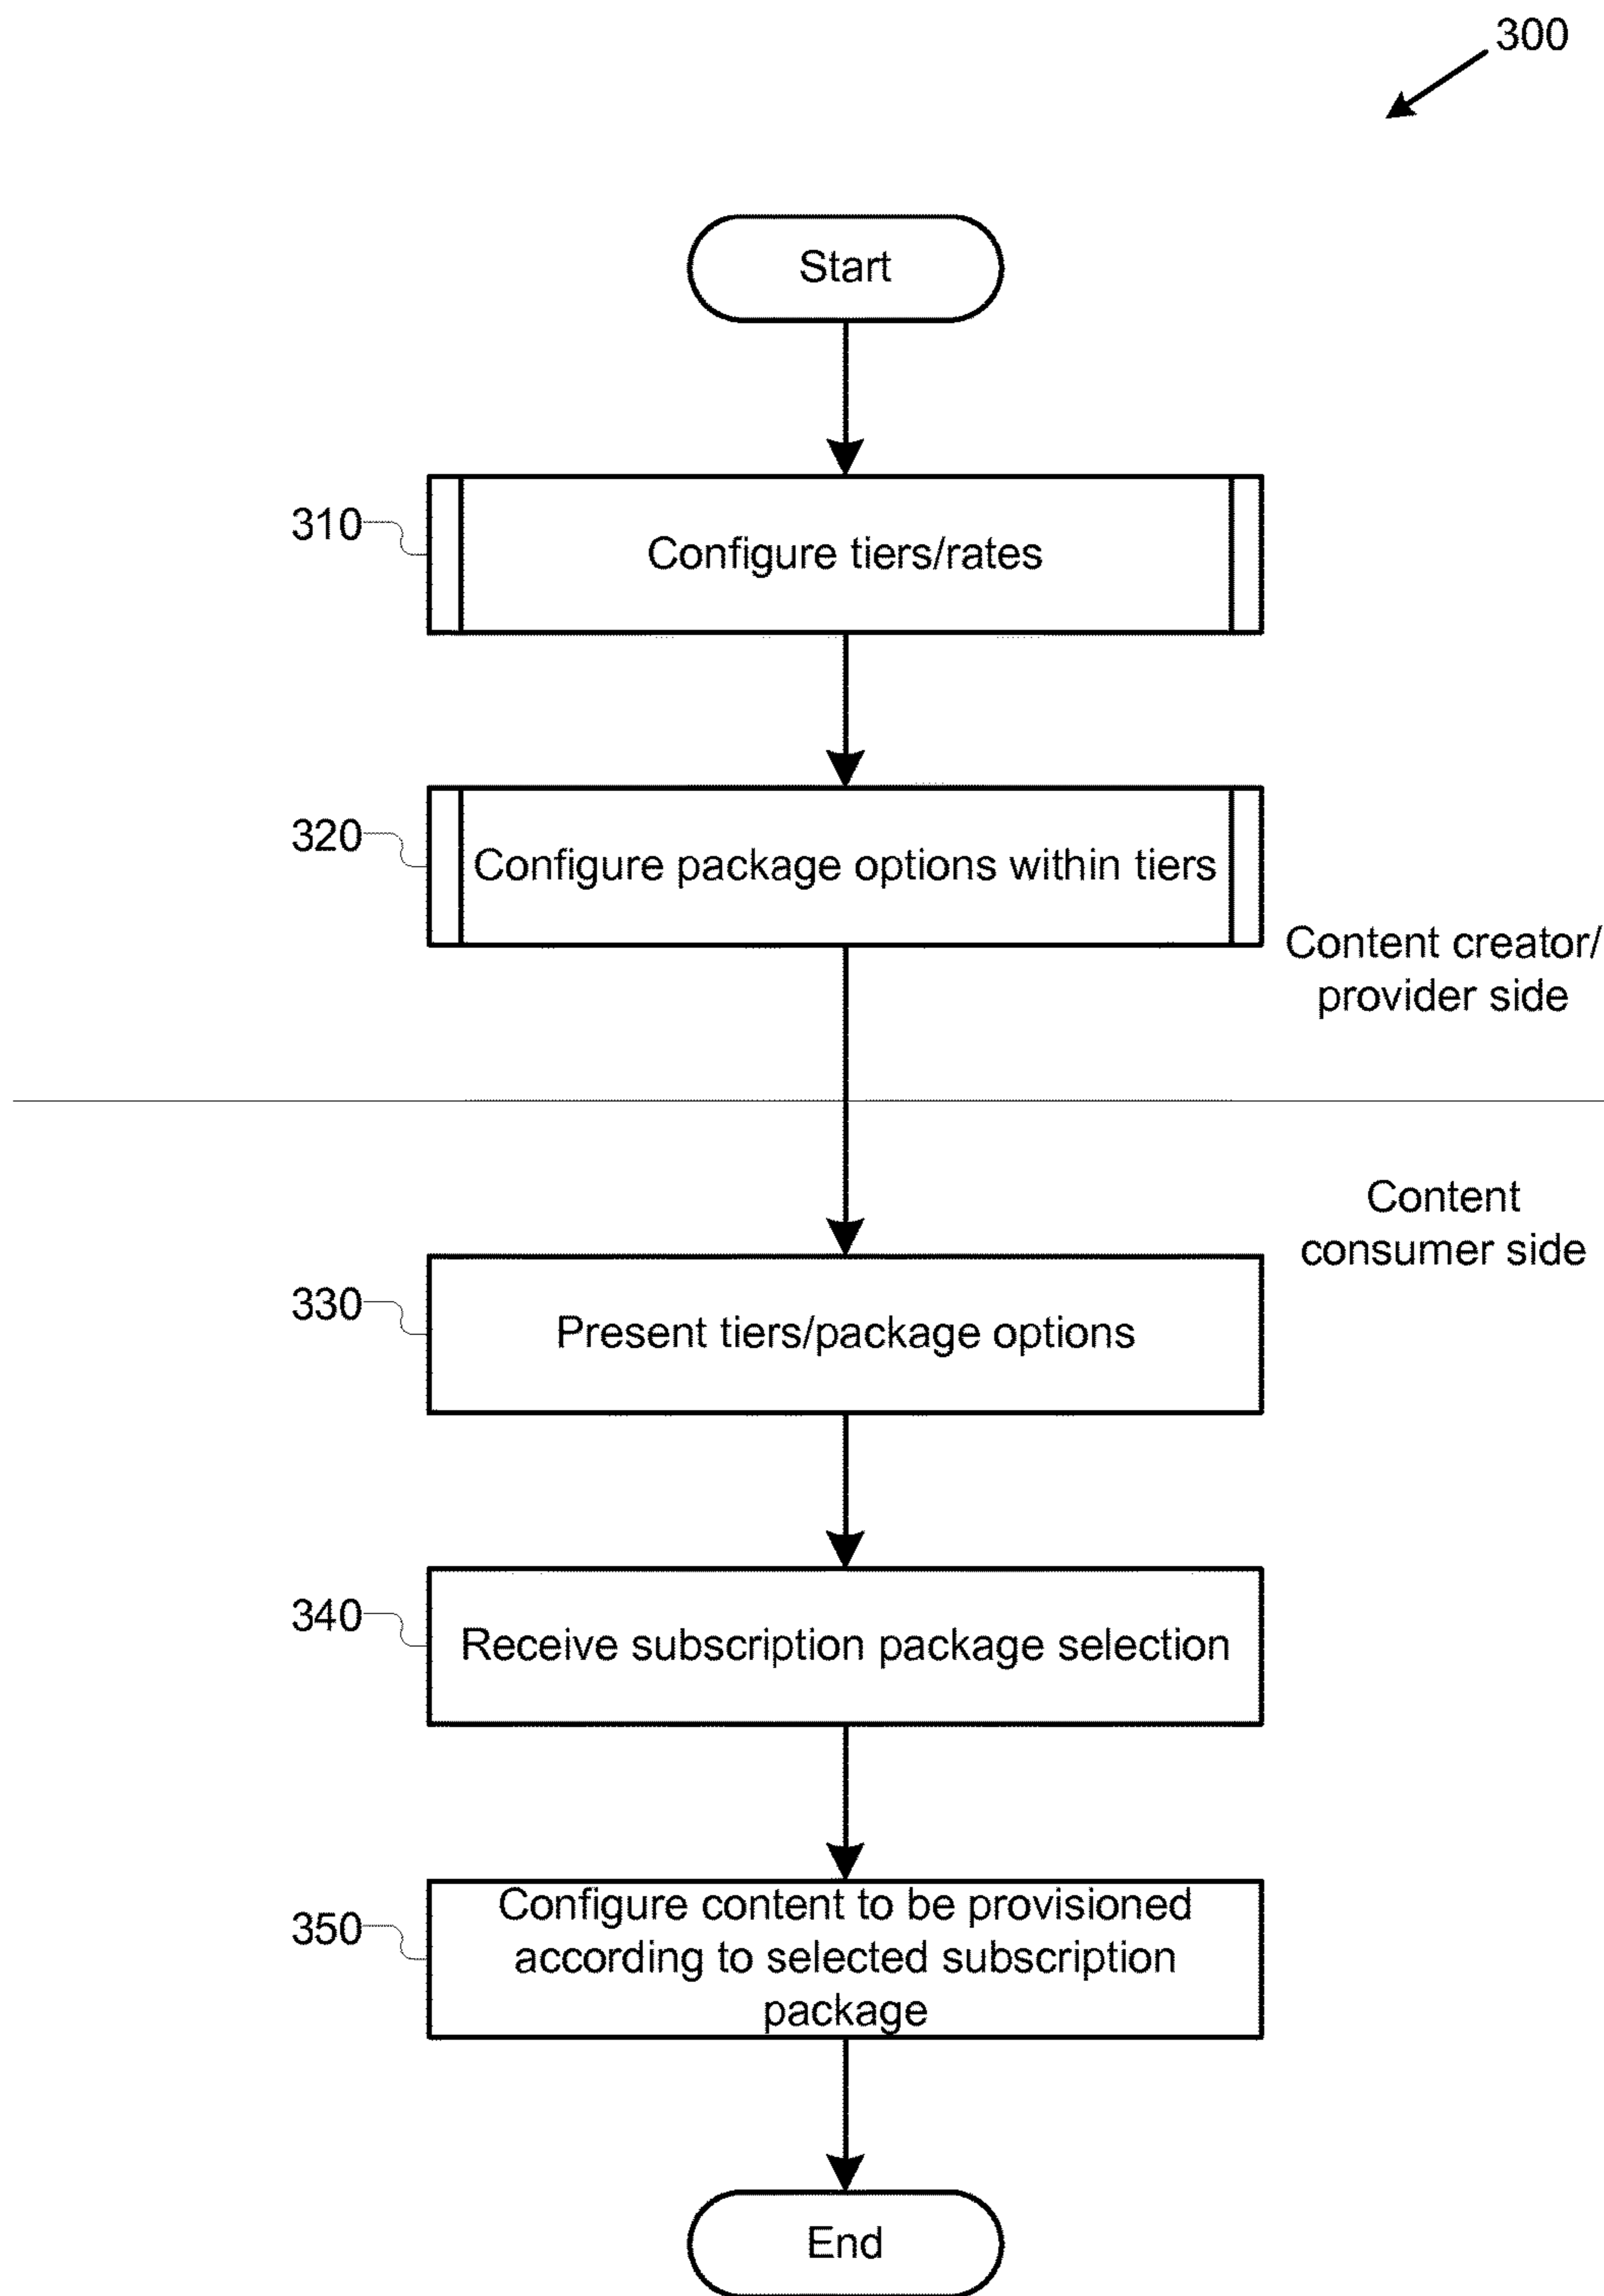 300
Start
310
Configure tiers/rates
320
Configure package options within tiers
Content creator/
provider side
Content
consumer side
330
Present tiers/package options
340
Receive subscription package selection
350
Configure content to be provisioned
according to selected subscription
package
End